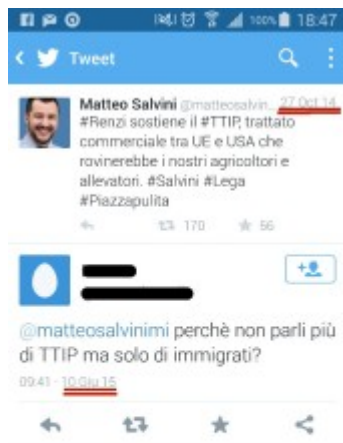 100% 18:47
Tweet
Matteo Salvini @matteosalvin... 27 Oct 14
#Renzi sostiene il #TTIP, trattato
commerciale tra UE e USA che
rovinerebbe i nostri agricoltori e
allevatori. #Salvini #Lega
#Piazzapulita
170 56
@matteosalvinimi perchè non parli più
di TTIP ma solo di immigrati?
09:41 - 10 Giu 15